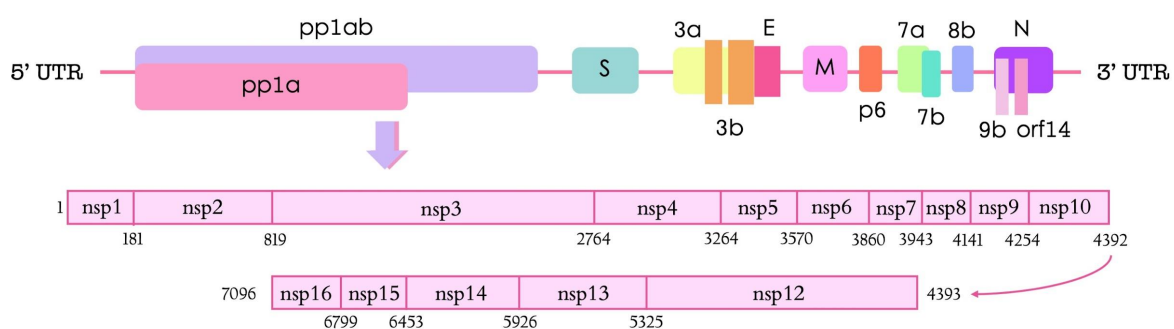 pp1ab
3a E 7a 8b N
5' UTR pp1a S M 3' UTR
3b p6 7b 9b orf14
1 nsp1 nsp2 nsp3 nsp4 nsp5 nsp6 nsp7 nsp8 nsp9 nsp10
181 819 2764 3264 3570 3860 3943 4141 4254 4392
7096 nsp16 nsp15 nsp14 nsp13 nsp12 4393
6799 6453 5926 5325